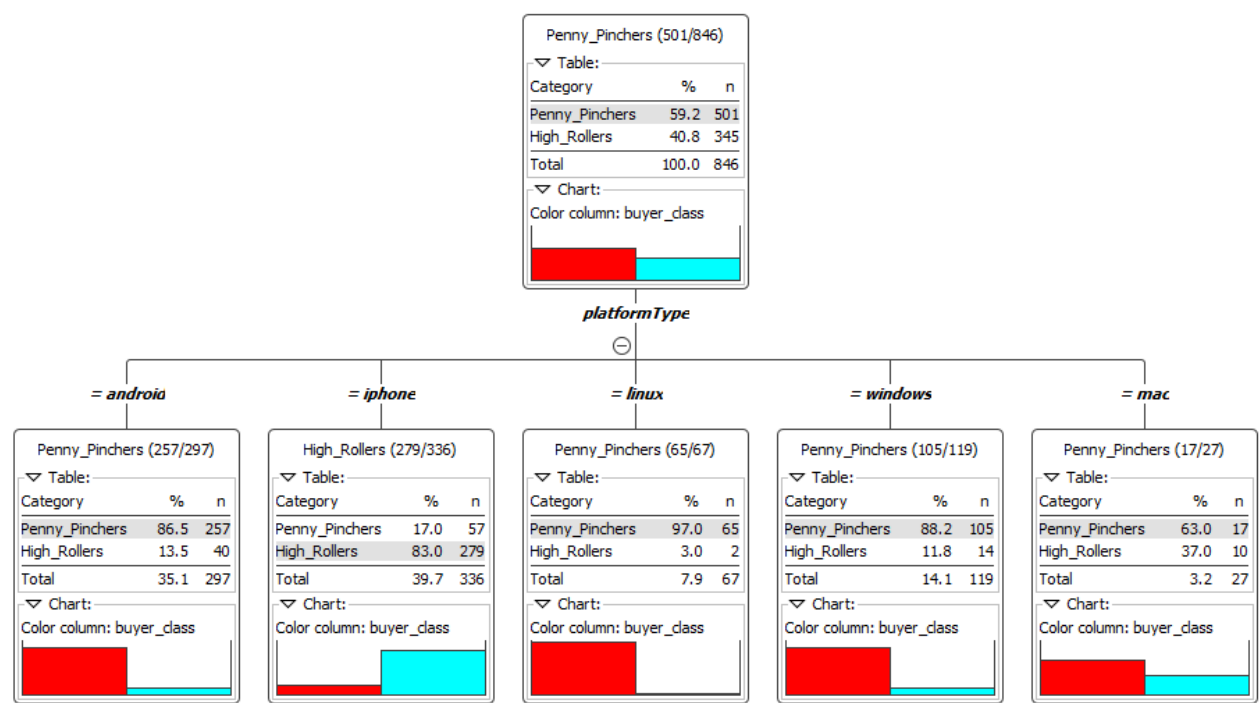 Penny_Pinchers (501/846)
Table:
Category % n
Penny_Pinchers 59.2 501
High_Rollers 40.8 345
Total 100.0 846
Chart:
Color column: buyer_class
platformType
= android
= iphone
= linux
= windows
= mac
Penny_Pinchers (257/297)
Table:
Category % n
Penny_Pinchers 86.5 257
High_Rollers 13.5 40
Total 35.1 297
Chart:
Color column: buyer_class
High_Rollers (279/336)
Table:
Category % n
Penny_Pinchers 17.0 57
High_Rollers 83.0 279
Total 39.7 336
Chart:
Color column: buyer_class
Penny_Pinchers (65/67)
Table:
Category % n
Penny_Pinchers 97.0 65
High_Rollers 3.0 2
Total 7.9 67
Chart:
Color column: buyer_class
Penny_Pinchers (105/119)
Table:
Category % n
Penny_Pinchers 88.2 105
High_Rollers 11.8 14
Total 14.1 119
Chart:
Color column: buyer_class
Penny_Pinchers (17/27)
Table:
Category % n
Penny_Pinchers 63.0 17
High_Rollers 37.0 10
Total 3.2 27
Chart:
Color column: buyer_class